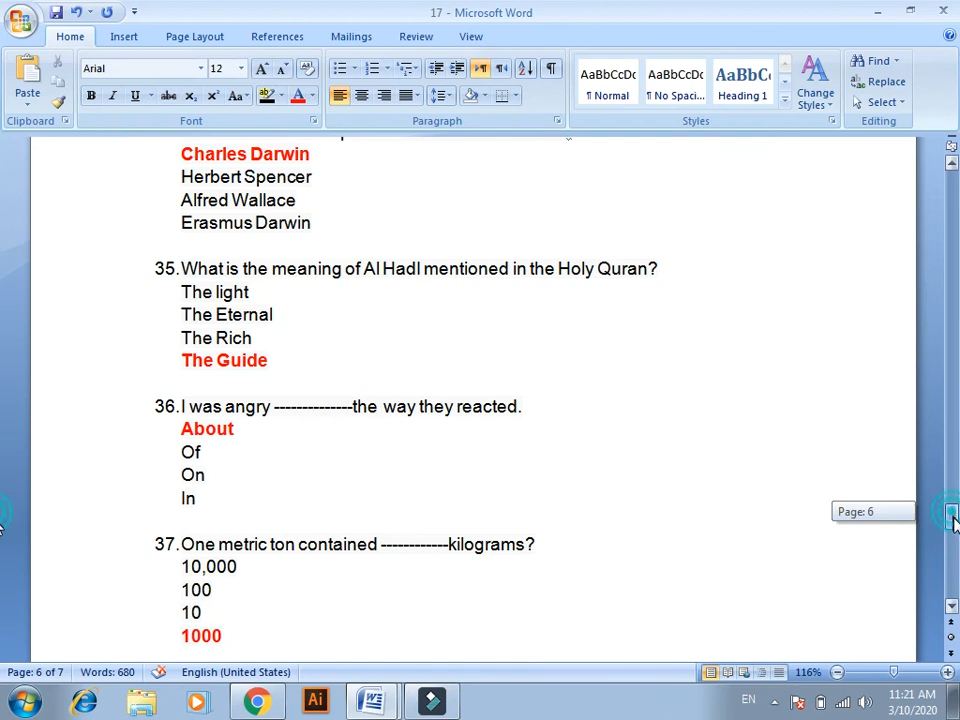 17 - Microsoft Word
Home Insert Page Layout References Mailings Review View
Paste
Arial 12
AaBbCcDc AaBbCcDc AaBbC
¶ Normal ¶ No Spaci... Heading 1
Change Styles
Find
Replace
Select
Clipboard Font Paragraph Styles Editing
Charles Darwin
Herbert Spencer
Alfred Wallace
Erasmus Darwin
35. What is the meaning of Al HadI mentioned in the Holy Quran?
The light
The Eternal
The Rich
The Guide
36. I was angry --------------the way they reacted.
About
Of
On
In
Page: 6
37. One metric ton contained ------------kilograms?
10,000
100
10
1000
Page: 6 of 7 Words: 680 English (United States) 116%
Ai
EN
11:21 AM
3/10/2020